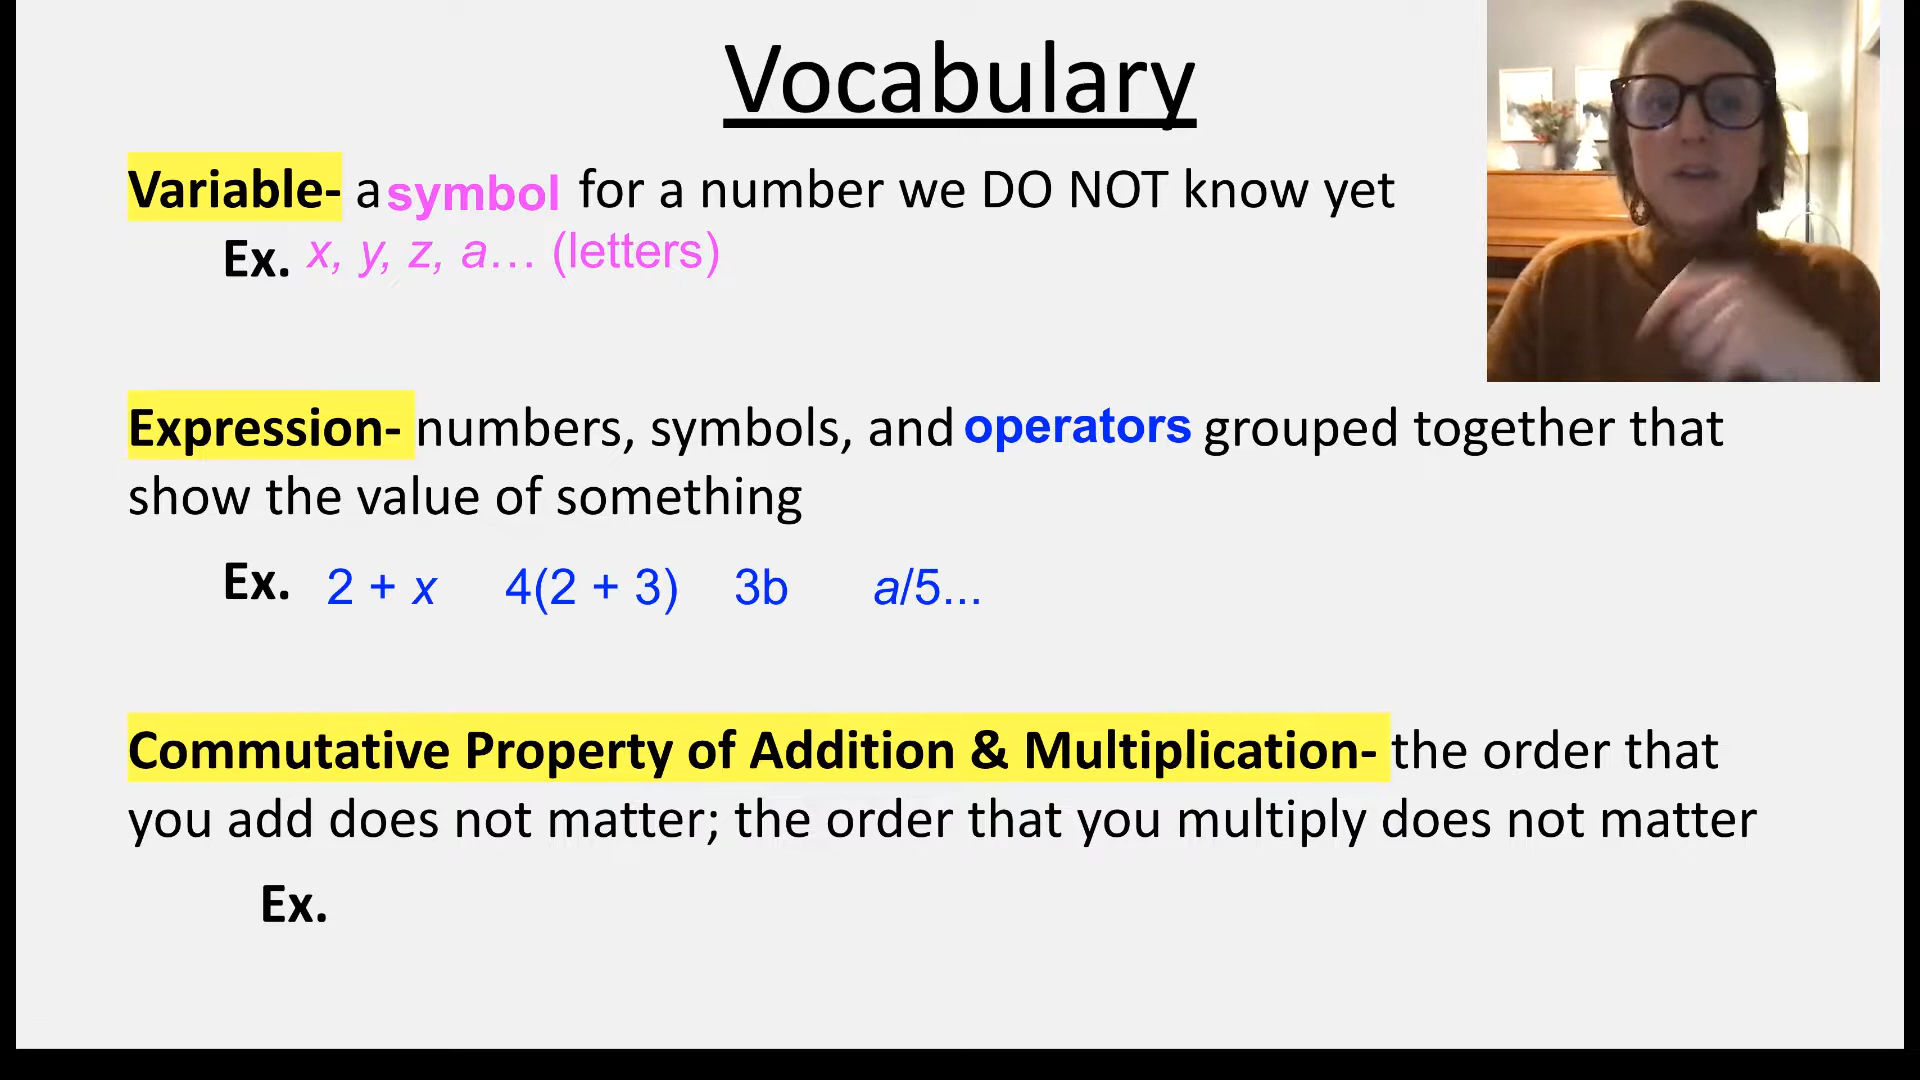 Vocabulary
Variable- a symbol for a number we DO NOT know yet
Ex. x, y, z, a... (letters)
Expression- numbers, symbols, and operators grouped together that
show the value of something
Ex. 2 + x 4(2 + 3) 3b a/5...
Commutative Property of Addition & Multiplication- the order that
you add does not matter; the order that you multiply does not matter
Ex.